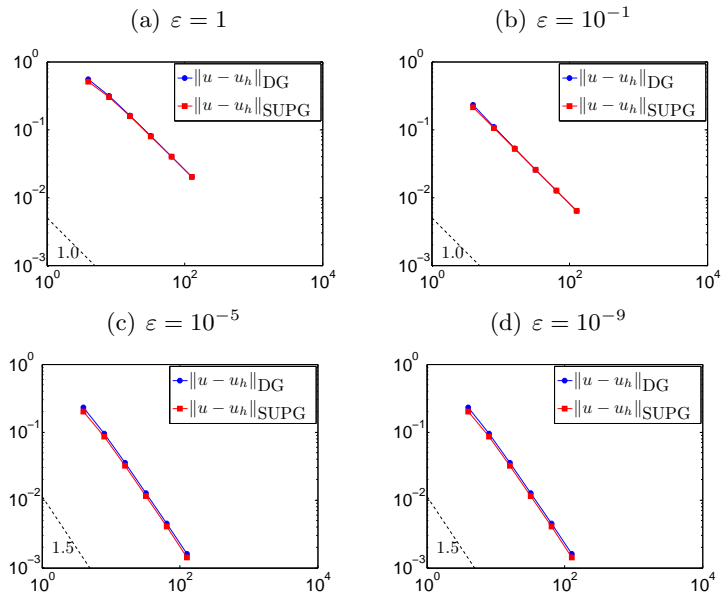 (a) ε = 1
10^0
10^-1
10^-2
10^-3
‖u − u_h‖_DG
‖u − u_h‖_SUPG
1.0
10^0 10^2 10^4
(b) ε = 10^-1
10^0
10^-1
10^-2
10^-3
‖u − u_h‖_DG
‖u − u_h‖_SUPG
1.0
10^0 10^2 10^4
(c) ε = 10^-5
10^0
10^-1
10^-2
10^-3
‖u − u_h‖_DG
‖u − u_h‖_SUPG
1.5
10^0 10^2 10^4
(d) ε = 10^-9
10^0
10^-1
10^-2
10^-3
‖u − u_h‖_DG
‖u − u_h‖_SUPG
1.5
10^0 10^2 10^4